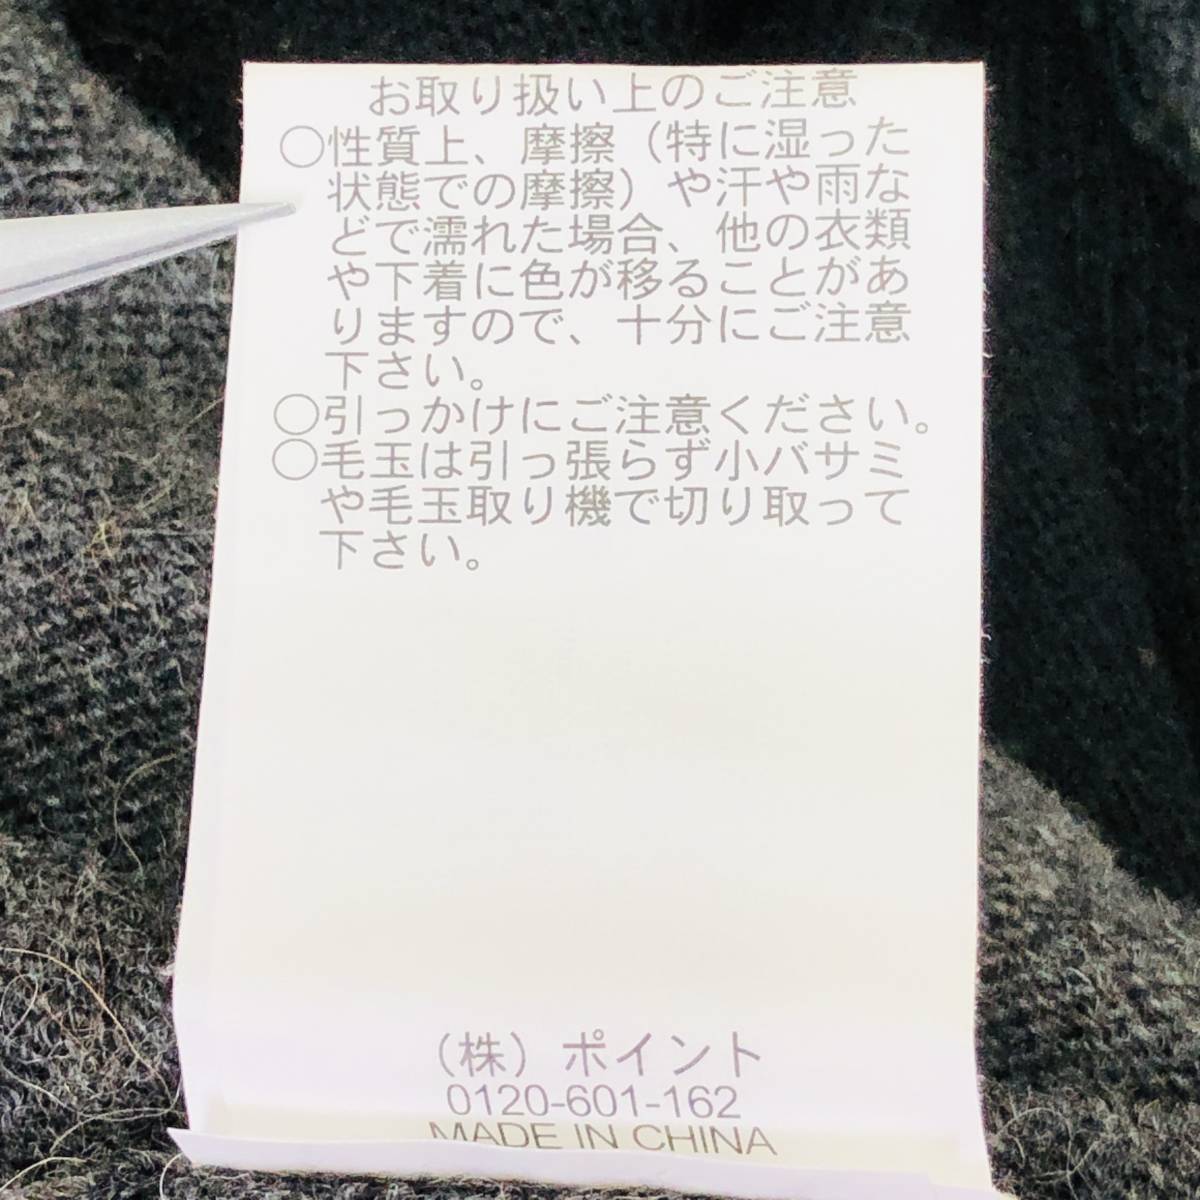 お取り扱い上のご注意
○性質上、摩擦（特に湿った
状態での摩擦）や汗や雨な
どで濡れた場合、他の衣類
や下着に色が移ることがあ
りますので、十分にご注意
下さい。
○引っかけにご注意ください。
○毛玉は引っ張らず小バサミ
や毛玉取り機で切り取って
下さい。
（株）ポイント
0120-601-162
MADE IN CHINA